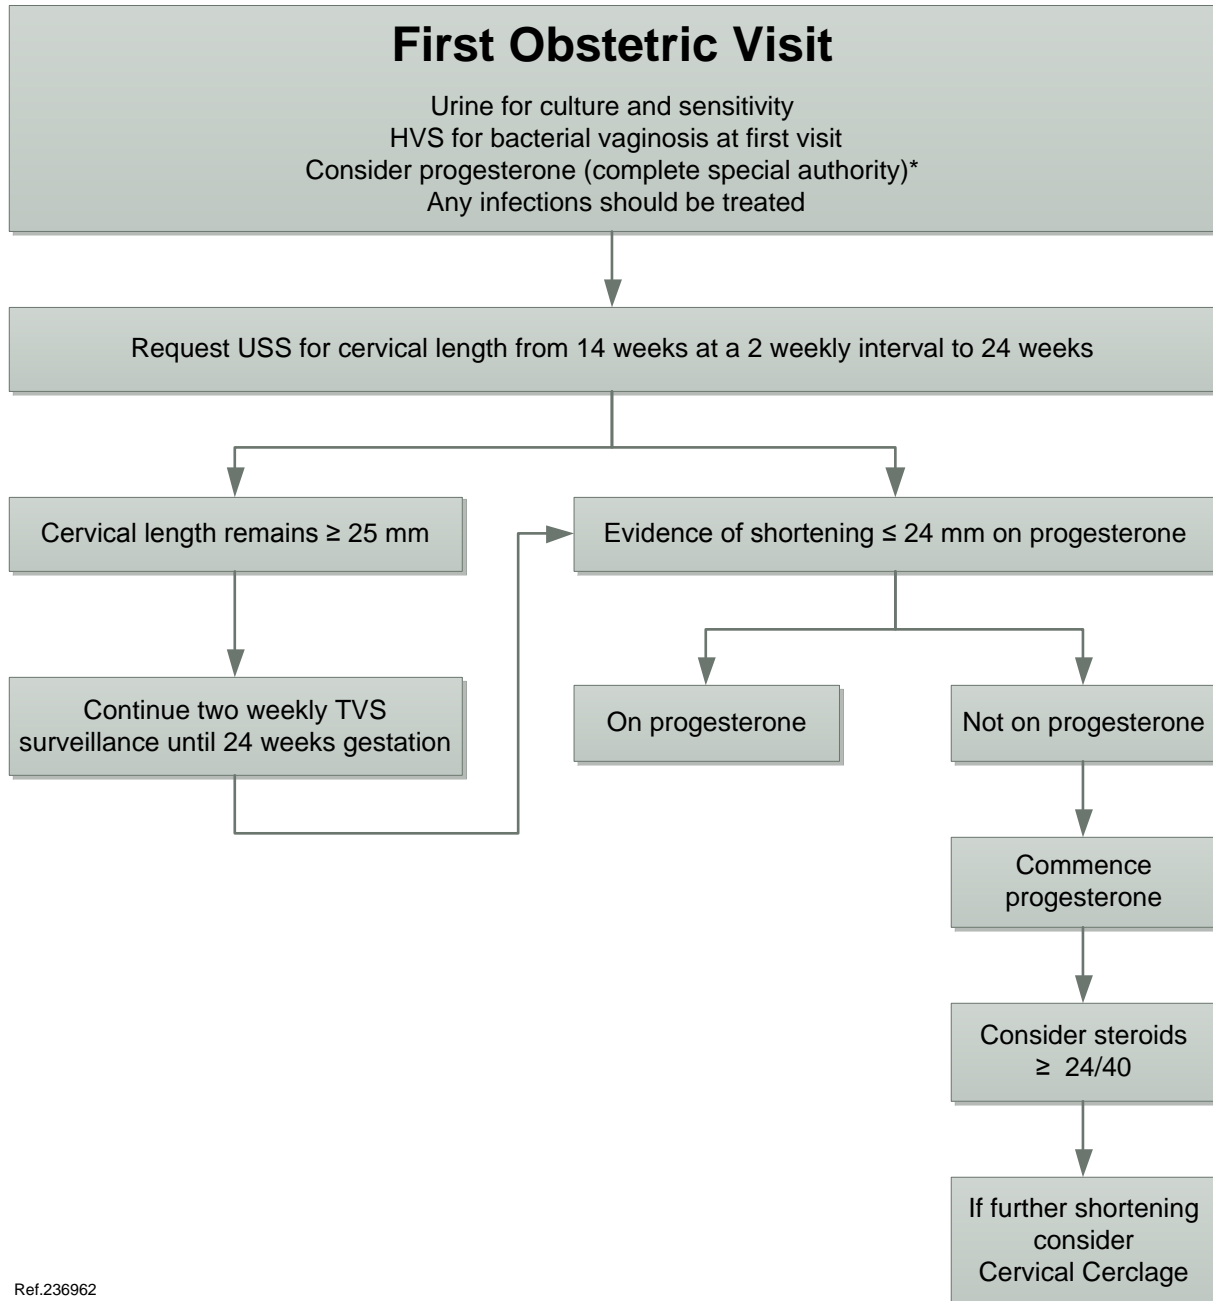 First Obstetric Visit
Urine for culture and sensitivity
HVS for bacterial vaginosis at first visit
Consider progesterone (complete special authority)*
Any infections should be treated
Request USS for cervical length from 14 weeks at a 2 weekly interval to 24 weeks
Cervical length remains ≥ 25 mm
Evidence of shortening ≤ 24 mm on progesterone
Continue two weekly TVS
surveillance until 24 weeks gestation
On progesterone
Not on progesterone
Commence
progesterone
Consider steroids
≥ 24/40
If further shortening
consider
Cervical Cerclage
Ref.236962